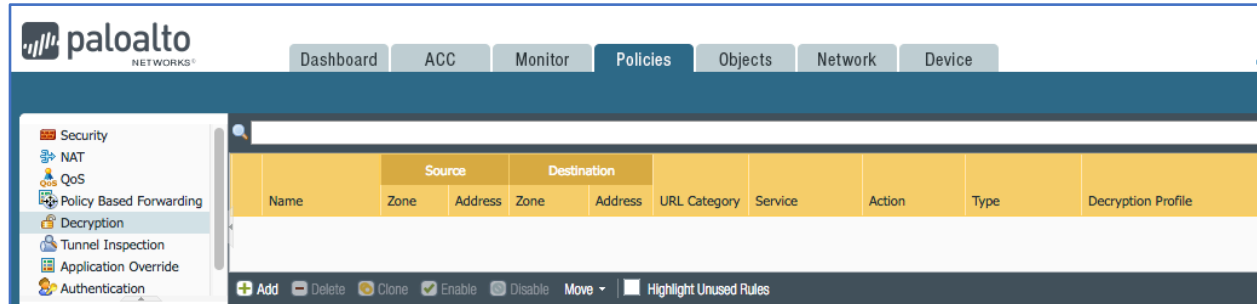 paloalto
NETWORKS®
Dashboard ACC Monitor Policies Objects Network Device
Security
NAT
QoS
Policy Based Forwarding
Decryption
Tunnel Inspection
Application Override
Authentication
Source Destination
Name Zone Address Zone Address URL Category Service Action Type Decryption Profile
Add Delete Clone Enable Disable Move Highlight Unused Rules